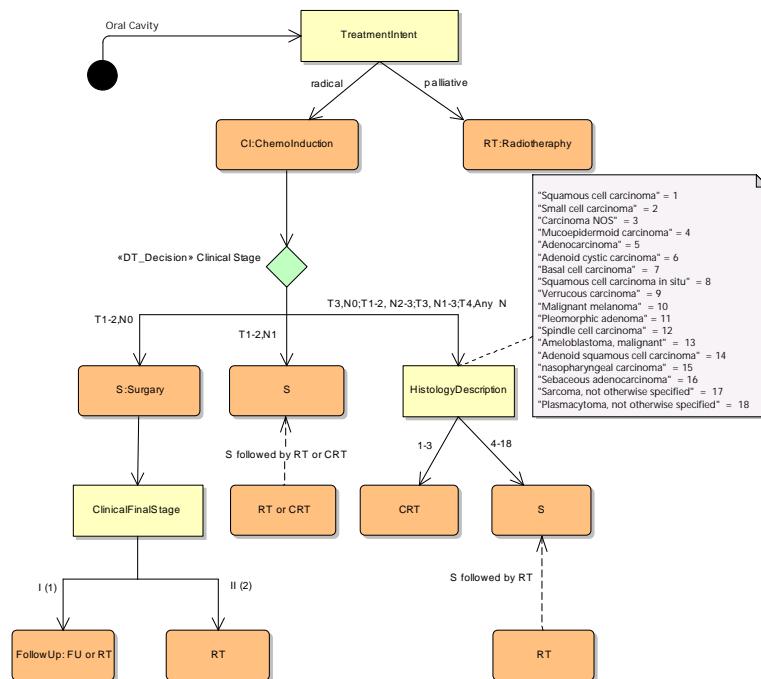 Oral Cavity
TreatmentIntent
radical
palliative
CI:ChemoInduction
RT:Radiotheraphy
"Squamous cell carcinoma" = 1
"Small cell carcinoma" = 2
"Carcinoma NOS" = 3
"Mucoepidermoid carcinoma" = 4
"Adenocarcinoma" = 5
"Adenoid cystic carcinoma" = 6
"Basal cell carcinoma" = 7
"Squamous cell carcinoma in situ" = 8
"Verrucous carcinoma" = 9
"Malignant melanoma" = 10
"Pleomorphic adenoma" = 11
"Spindle cell carcinoma" = 12
"Ameloblastoma, malignant" = 13
"Adenoid squamous cell carcinoma" = 14
"nasopharyngeal carcinoma" = 15
"Sebaceous adenocarcinoma" = 16
"Sarcoma, not otherwise specified" = 17
"Plasmacytoma, not otherwise specified" = 18
«DT_Decision» Clinical Stage
T1-2,N0
T1-2,N1
T3,N0;T1-2, N2-3;T3, N1-3;T4,Any N
S:Surgary
S
HistologyDescription
S followed by RT or CRT
1-3
4-18
ClinicalFinalStage
RT or CRT
CRT
S
I (1)
II (2)
S followed by RT
FollowUp: FU or RT
RT
RT